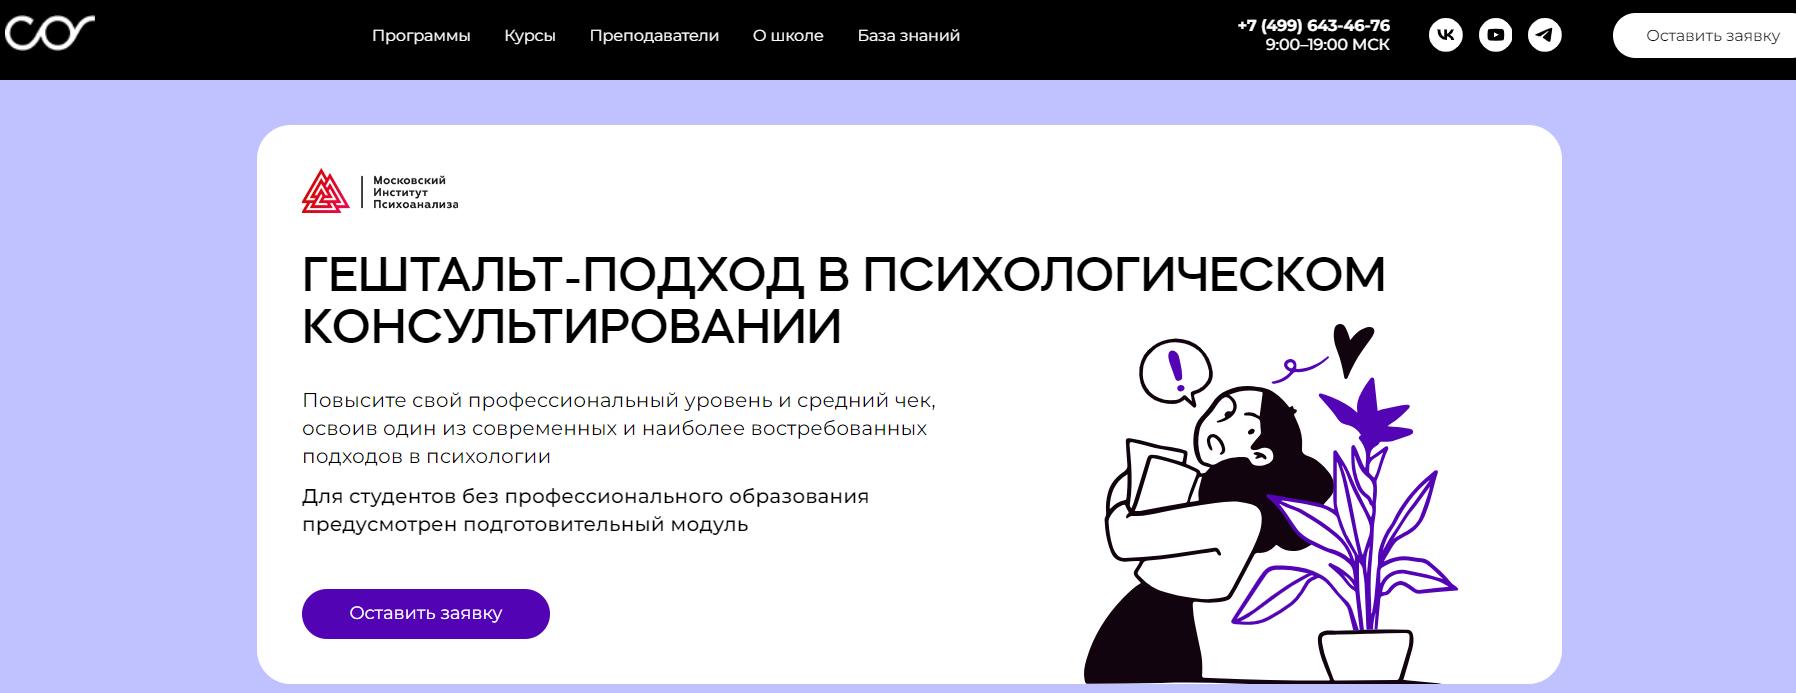 cor
Программы Курсы Преподаватели О школе База знаний
+7 (499) 643-46-76
9:00–19:00 МСК
Оставить заявку
Московский
Институт
Психоанализа
ГЕШТАЛЬТ-ПОДХОД В ПСИХОЛОГИЧЕСКОМ
КОНСУЛЬТИРОВАНИИ
Повысите свой профессиональный уровень и средний чек,
освоив один из современных и наиболее востребованных
подходов в психологии
Для студентов без профессионального образования
предусмотрен подготовительный модуль
Оставить заявку
!